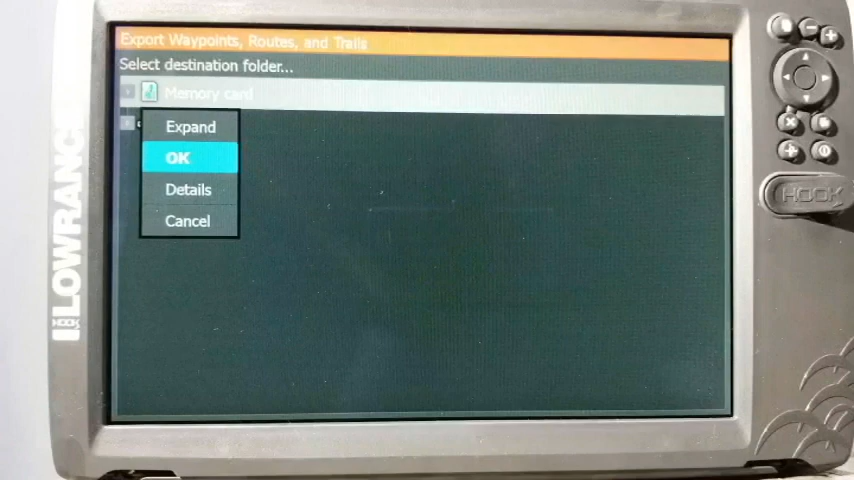 Export Waypoints, Routes, and Trails
Select destination folder...
Memory card
Expand
OK
Details
Cancel
LOWRANCE
HOOK
HOOK